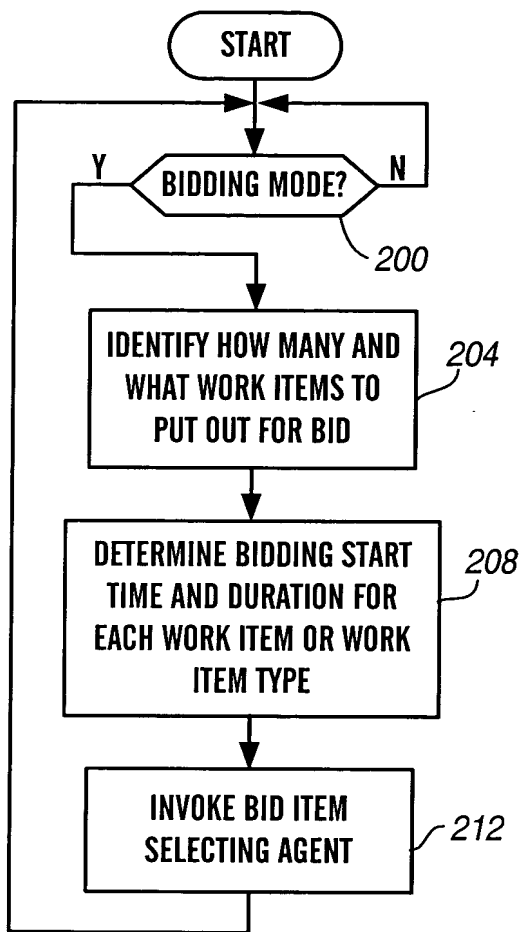 START
Y
BIDDING MODE?
N
200
IDENTIFY HOW MANY AND
WHAT WORK ITEMS TO
PUT OUT FOR BID
204
DETERMINE BIDDING START
TIME AND DURATION FOR
EACH WORK ITEM OR WORK
ITEM TYPE
208
INVOKE BID ITEM
SELECTING AGENT
212